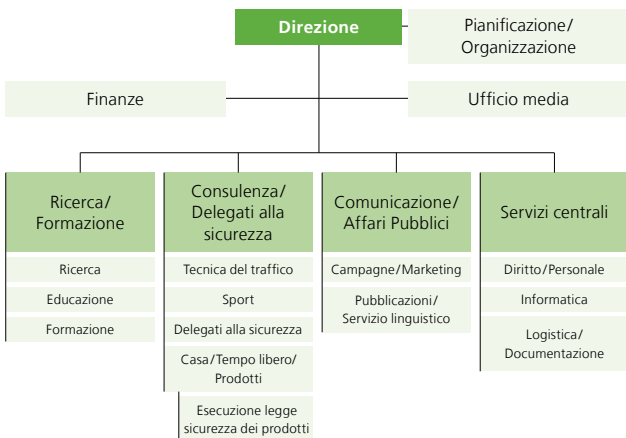 Direzione
Pianificazione/
Organizzazione
Finanze
Ufficio media
Ricerca/
Formazione
Consulenza/
Delegati alla
sicurezza
Comunicazione/
Affari Pubblici
Servizi centrali
Ricerca
Educazione
Formazione
Tecnica del traffico
Sport
Delegati alla sicurezza
Casa/Tempo libero/
Prodotti
Esecuzione legge
sicurezza dei prodotti
Campagne/Marketing
Pubblicazioni/
Servizio linguistico
Diritto/Personale
Informatica
Logistica/
Documentazione